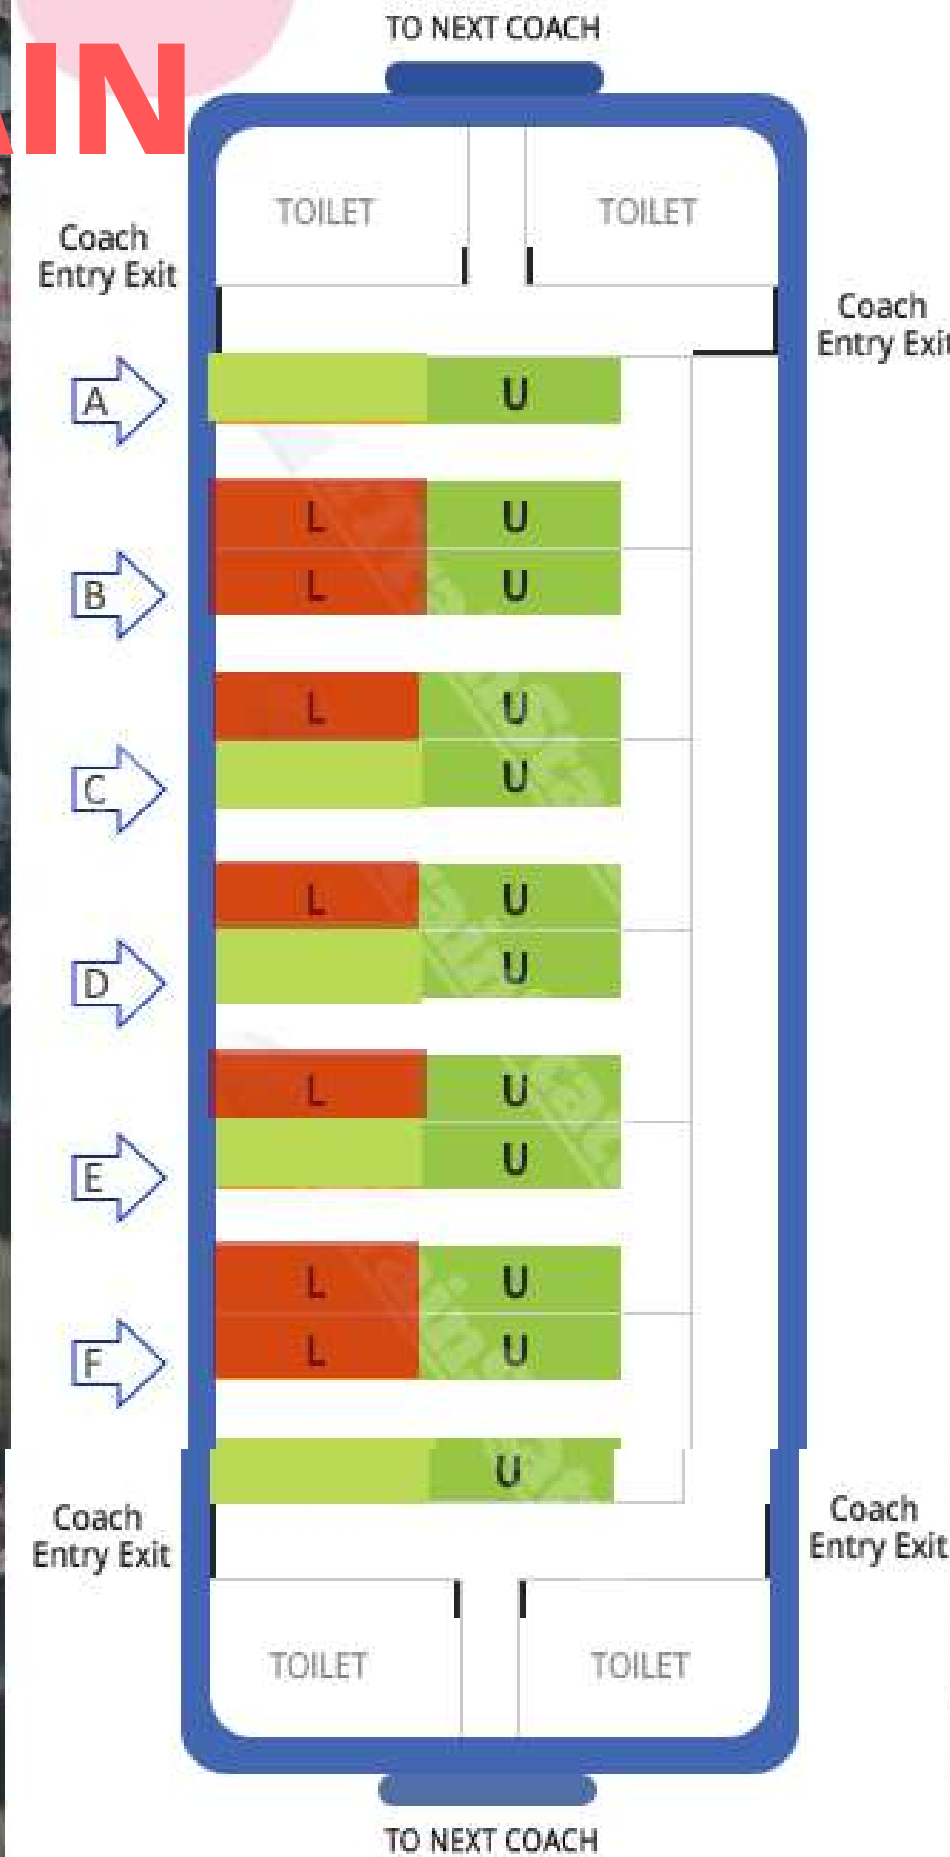 TO NEXT COACH
AIN
TOILET TOILET
Coach
Entry Exit
Coach
Entry Exit
A
U
L U
B
L U
L U
C
U
L U
D
U
L U
E
U
L U
F
L U
U
Coach
Entry Exit
Coach
Entry Exit
TOILET TOILET
TO NEXT COACH